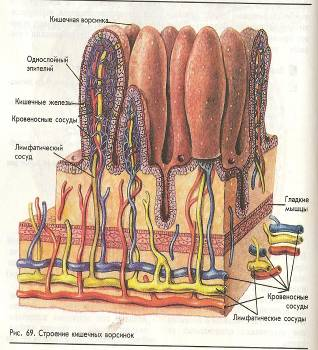 Кишечная ворсинка
Однослойный
эпителий
Кишечные железы
Кровеносные сосуды
Лимфатический
сосуд
Гладкие
мышцы
Кровеносные
сосуды
Лимфатические сосуды
Рис. 69. Строение кишечных ворсинок